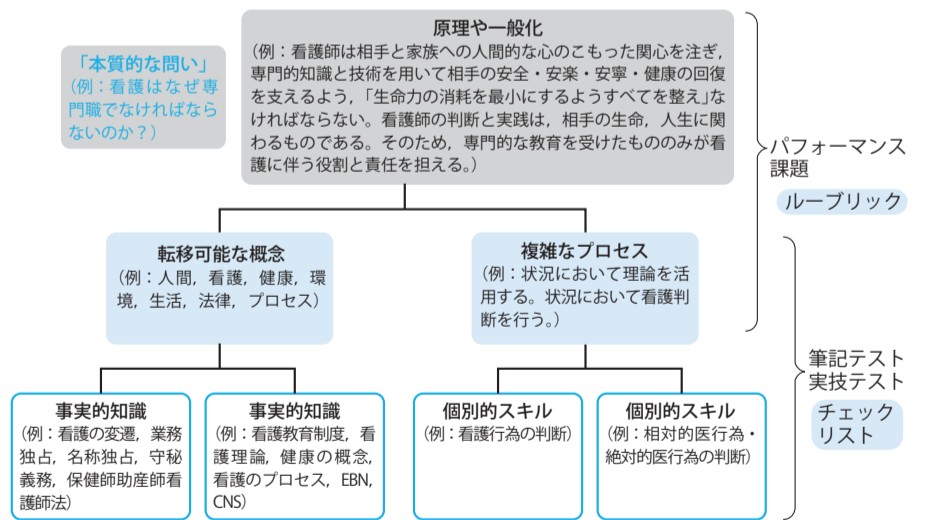 原理や一般化
（例：看護師は相手と家族への人間的な心のこもった関心を注ぎ，
専門的知識と技術を用いて相手の安全・安楽・安寧・健康の回復
を支えるよう，「生命力の消耗を最小にするようすべてを整え」な
ければならない。看護師の判断と実践は，相手の生命，人生に関
わるものである。そのため，専門的な教育を受けたもののみが看
護に伴う役割と責任を担える。）
「本質的な問い」
（例：看護はなぜ専
門職でなければなら
ないのか？）
パフォーマンス
課題
ルーブリック
転移可能な概念
（例：人間，看護，健康，環
境，生活，法律，プロセス）
複雑なプロセス
（例：状況において理論を活
用する。状況において看護判
断を行う。）
筆記テスト
実技テスト
チェック
リスト
事実的知識
（例：看護の変遷，業務
独占，名称独占，守秘
義務，保健師助産師看
護師法）
事実的知識
（例：看護教育制度，看
護理論，健康の概念，
看護のプロセス，EBN，
CNS）
個別的スキル
（例：看護行為の判断）
個別的スキル
（例：相対的医行為・
絶対的医行為の判断）